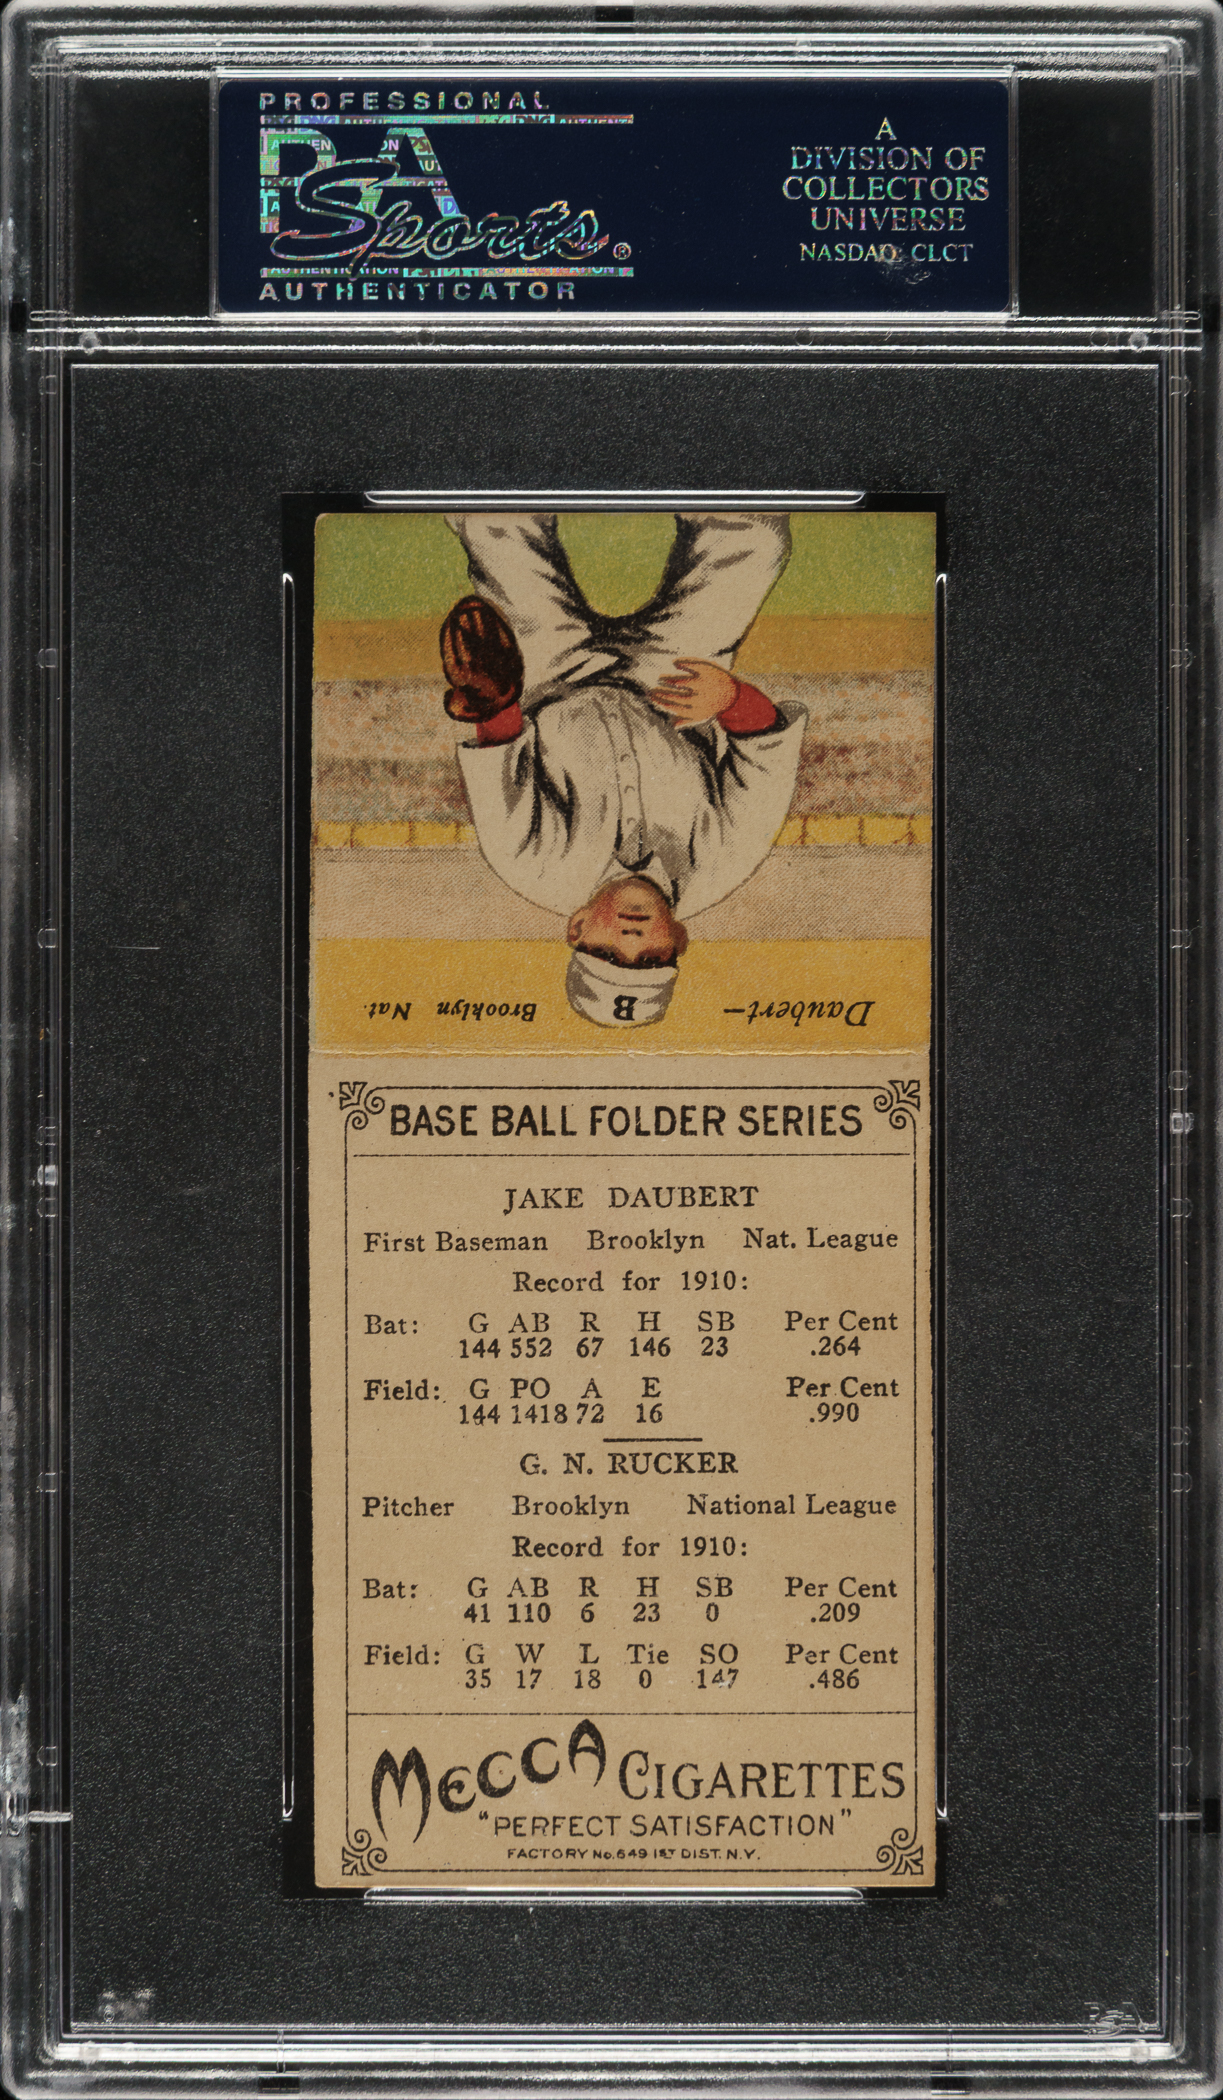 PROFESSIONAL
PSA
Sports®
AUTHENTICATOR
A
DIVISION OF
COLLECTORS
UNIVERSE
NASDAQ: CLCT
Daubert— B Brooklyn Nat.
BASE BALL FOLDER SERIES
JAKE DAUBERT
First Baseman Brooklyn Nat. League
Record for 1910:
Bat: G AB R H SB Per Cent
144 552 67 146 23 .264
Field: G PO A E Per Cent
144 1418 72 16 .990
G. N. RUCKER
Pitcher Brooklyn National League
Record for 1910:
Bat: G AB R H SB Per Cent
41 110 6 23 0 .209
Field: G W L Tie SO Per Cent
35 17 18 0 147 .486
MECCA CIGARETTES
"PERFECT SATISFACTION"
FACTORY No. 649 1ST DIST. N.Y.
PSA